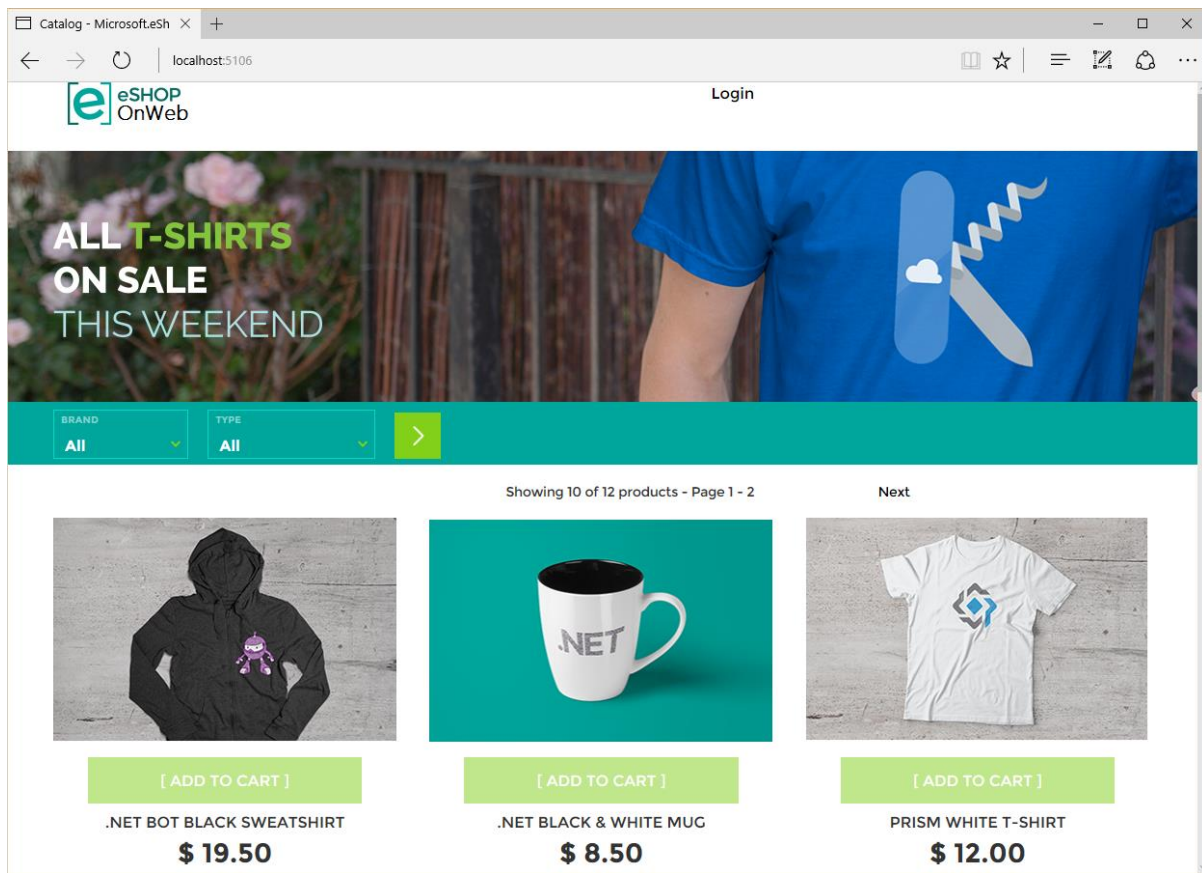 Catalog - Microsoft.eSh
localhost:5106
e eSHOP
OnWeb
Login
ALL T-SHIRTS
ON SALE
THIS WEEKEND
BRAND
All
TYPE
All
Showing 10 of 12 products - Page 1 - 2
Next
.NET
[ ADD TO CART ]
[ ADD TO CART ]
[ ADD TO CART ]
.NET BOT BLACK SWEATSHIRT
.NET BLACK & WHITE MUG
PRISM WHITE T-SHIRT
$ 19.50
$ 8.50
$ 12.00